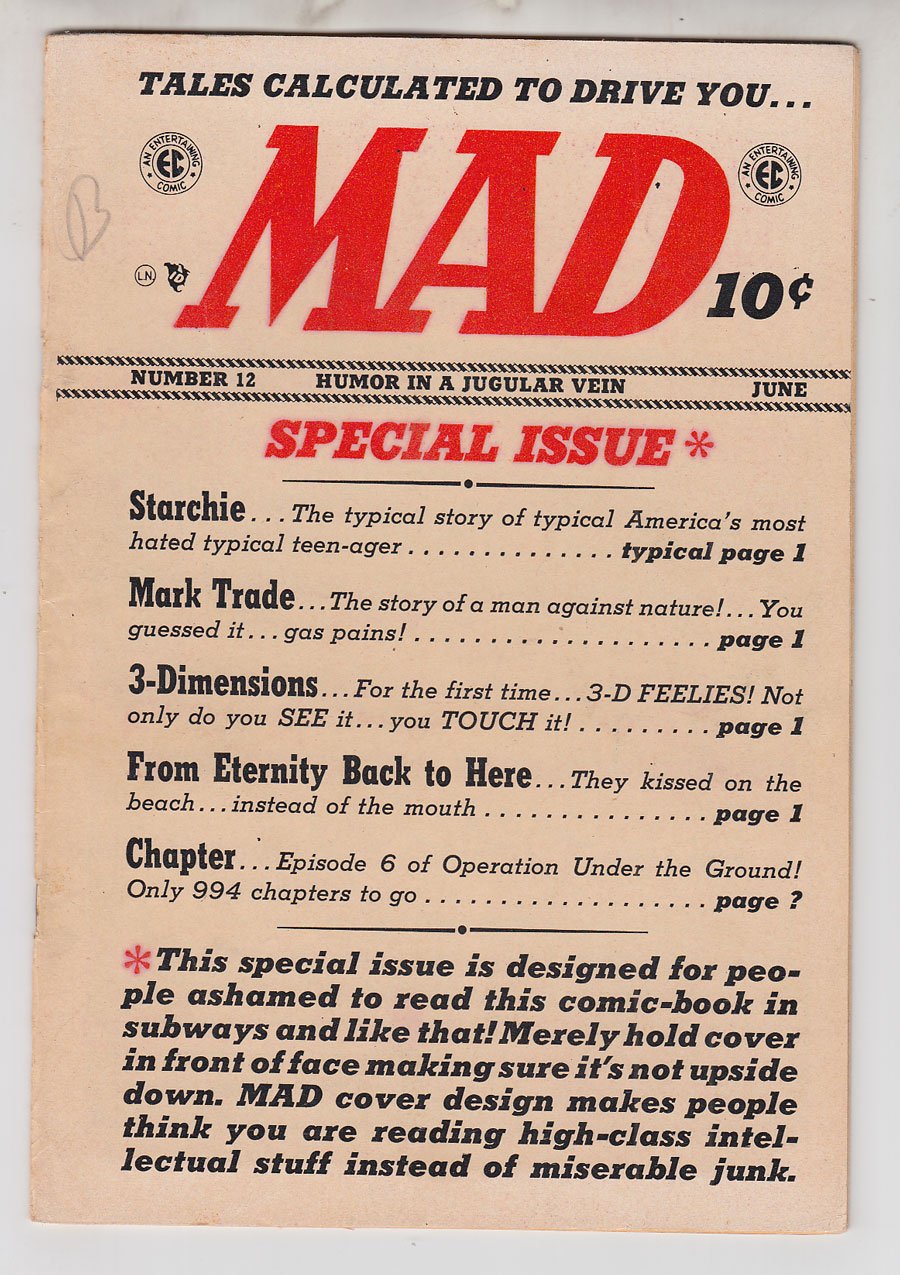 TALES CALCULATED TO DRIVE YOU...
AN ENTERTAINING EC COMIC
MAD
AN ENTERTAINING EC COMIC
B
LN
ID
10¢
NUMBER 12 HUMOR IN A JUGULAR VEIN JUNE
SPECIAL ISSUE*
Starchie... The typical story of typical America's most
hated typical teen-ager .............. typical page 1
Mark Trade...The story of a man against nature!...You
guessed it...gas pains! .................... page 1
3-Dimensions...For the first time...3-D FEELIES! Not
only do you SEE it...you TOUCH it! ......... page 1
From Eternity Back to Here...They kissed on the
beach...instead of the mouth ............... page 1
Chapter...Episode 6 of Operation Under the Ground!
Only 994 chapters to go .................... page ?
*This special issue is designed for peo-
ple ashamed to read this comic-book in
subways and like that! Merely hold cover
in front of face making sure it's not upside
down. MAD cover design makes people
think you are reading high-class intel-
lectual stuff instead of miserable junk.